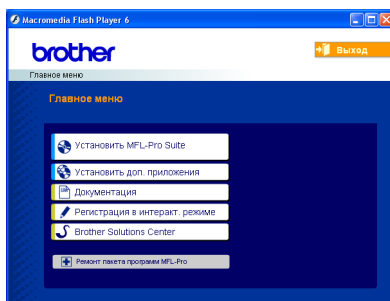 Macromedia Flash Player 6
brother
Выход
Главное меню
Главное меню
Установить MFL-Pro Suite
Установить доп. приложения
Документация
Регистрация в интеракт. режиме
Brother Solutions Center
Ремонт пакета программ MFL-Pro